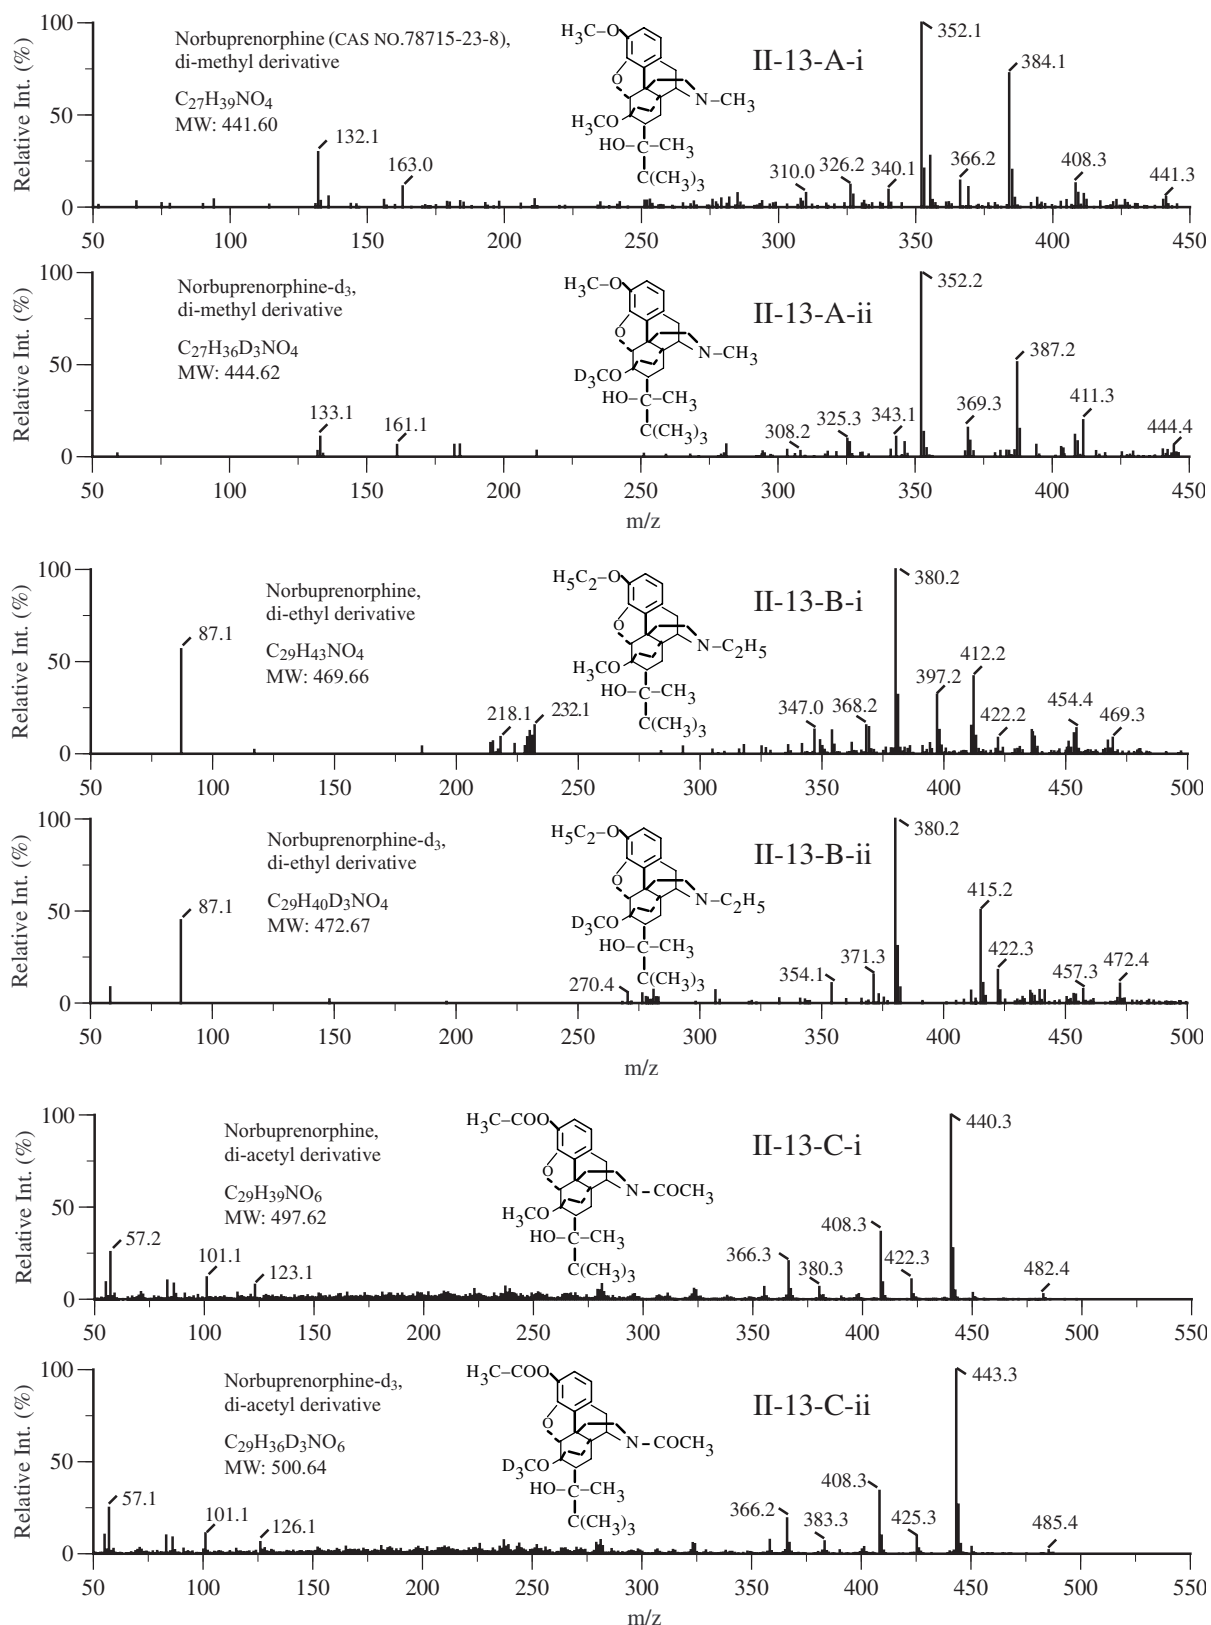 Relative Int. (%)
100
50
0
Norbuprenorphine (CAS NO.78715-23-8),
di-methyl derivative
C27H39NO4
MW: 441.60
II-13-A-i
H3C–O
O
N–CH3
H3CO
HO–C–CH3
C(CH3)3
132.1
163.0
310.0
326.2
340.1
352.1
366.2
384.1
408.3
441.3
50 100 150 200 250 300 350 400 450
Relative Int. (%)
100
50
0
Norbuprenorphine-d3,
di-methyl derivative
C27H36D3NO4
MW: 444.62
II-13-A-ii
H3C–O
O
N–CH3
D3CO
HO–C–CH3
C(CH3)3
133.1
161.1
308.2
325.3
343.1
352.2
369.3
387.2
411.3
444.4
50 100 150 200 250 300 350 400 450
m/z
Relative Int. (%)
100
50
0
Norbuprenorphine,
di-ethyl derivative
C29H43NO4
MW: 469.66
II-13-B-i
H5C2–O
O
N–C2H5
H3CO
HO–C–CH3
C(CH3)3
87.1
218.1
232.1
347.0
368.2
380.2
397.2
412.2
422.2
454.4
469.3
50 100 150 200 250 300 350 400 450 500
Relative Int. (%)
100
50
0
Norbuprenorphine-d3,
di-ethyl derivative
C29H40D3NO4
MW: 472.67
II-13-B-ii
H5C2–O
O
N–C2H5
D3CO
HO–C–CH3
C(CH3)3
87.1
270.4
354.1
371.3
380.2
415.2
422.3
457.3
472.4
50 100 150 200 250 300 350 400 450 500
m/z
Relative Int. (%)
100
50
0
Norbuprenorphine,
di-acetyl derivative
C29H39NO6
MW: 497.62
II-13-C-i
H3C–COO
O
N–COCH3
H3CO
HO–C–CH3
C(CH3)3
57.2
101.1
123.1
366.3
380.3
408.3
422.3
440.3
482.4
50 100 150 200 250 300 350 400 450 500 550
Relative Int. (%)
100
50
0
Norbuprenorphine-d3,
di-acetyl derivative
C29H36D3NO6
MW: 500.64
II-13-C-ii
H3C–COO
O
N–COCH3
D3CO
HO–C–CH3
C(CH3)3
57.1
101.1
126.1
366.2
383.3
408.3
425.3
443.3
485.4
50 100 150 200 250 300 350 400 450 500 550
m/z